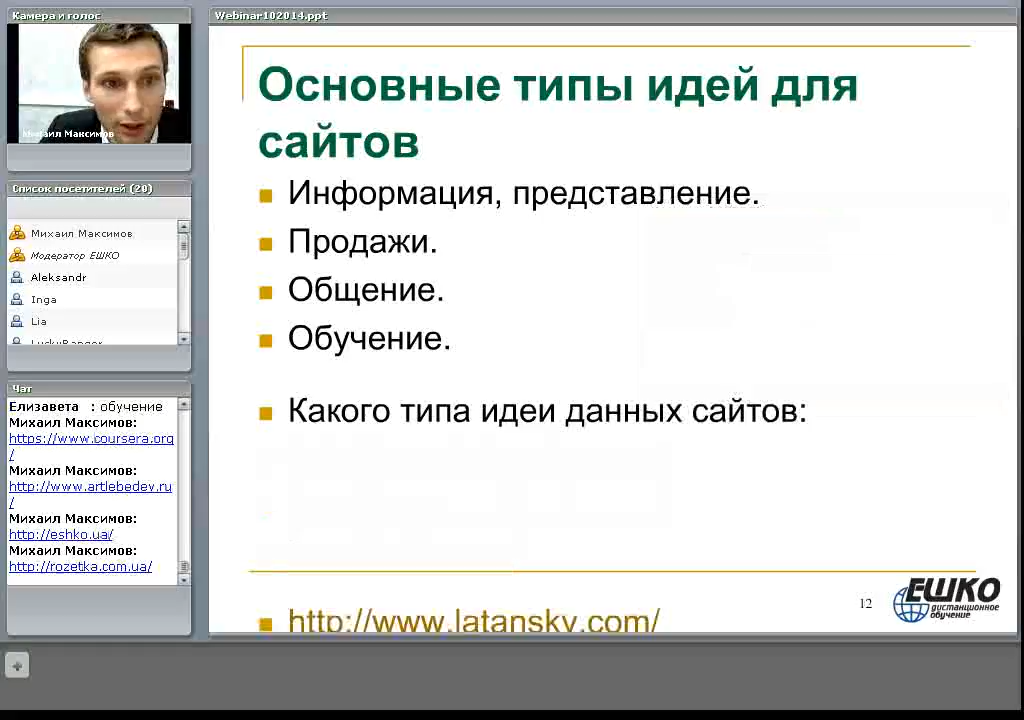 Камера и голос
Михаил Максимов
Список посетителей (20)
Михаил Максимов
Модератор ЕШКО
Aleksandr
Inga
Lia
LuckyRanger
Чат
Елизавета : обучение
Михаил Максимов:
https://www.coursera.org
/
Михаил Максимов:
http://www.artlebedev.ru
/
Михаил Максимов:
http://eshko.ua/
Михаил Максимов:
http://rozetka.com.ua/
Webinar102014.ppt
Основные типы идей для
сайтов
Информация, представление.
Продажи.
Общение.
Обучение.
Какого типа идеи данных сайтов:
12
ЕШКО
дистанционное
обучение
http://www.latansky.com/